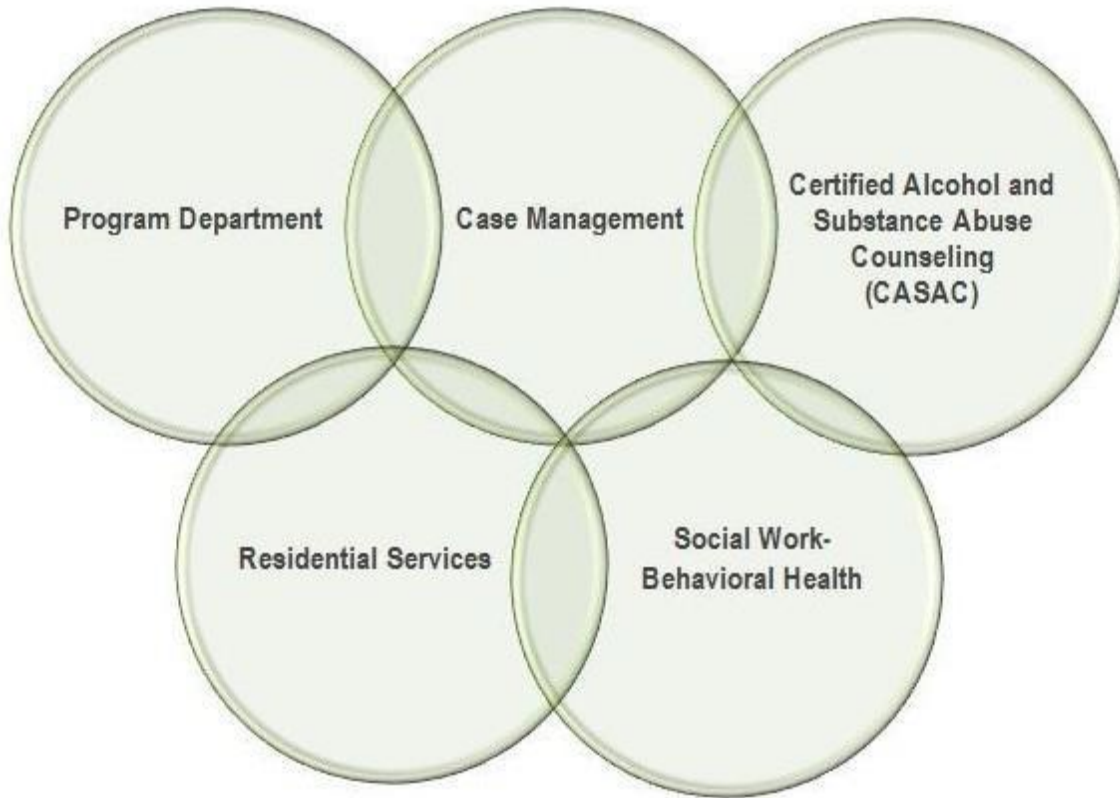 Program Department
Case Management
Certified Alcohol and
Substance Abuse
Counseling
(CASAC)
Residential Services
Social Work-
Behavioral Health